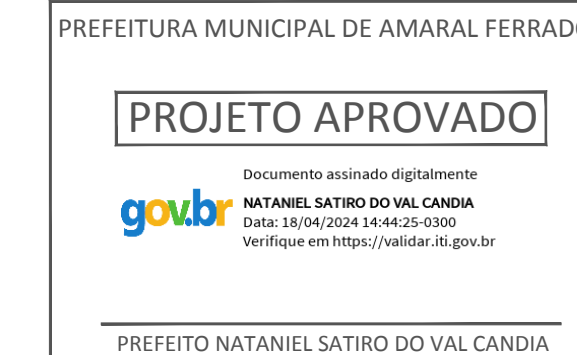 PREFEITURA MUNICIPAL DE AMARAL FERRADO
PROJETO APROVADO
Documento assinado digitalmente
gov.br
NATANIEL SATIRO DO VAL CANDIA
Data: 18/04/2024 14:44:25-0300
Verifique em https://validar.iti.gov.br
PREFEITO NATANIEL SATIRO DO VAL CANDIA